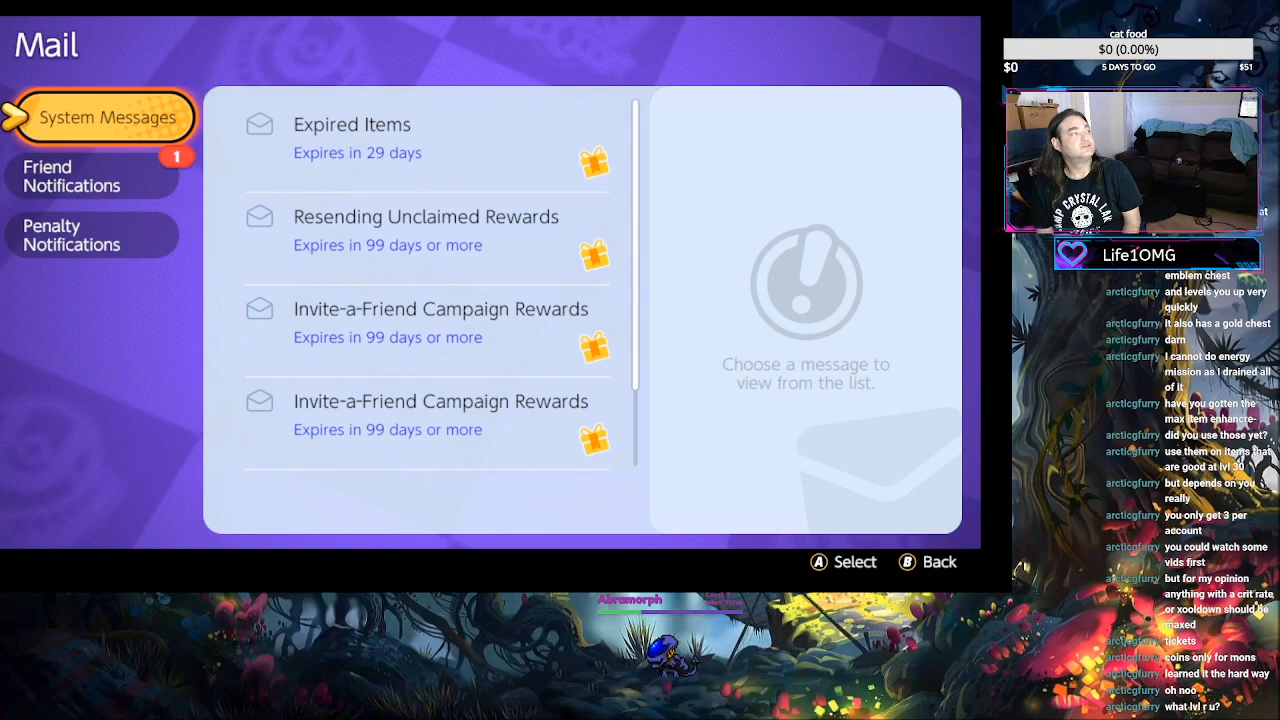 Mail
System Messages
1
Friend
Notifications
Penalty
Notifications
Expired Items
Expires in 29 days
Resending Unclaimed Rewards
Expires in 99 days or more
Invite-a-Friend Campaign Rewards
Expires in 99 days or more
Invite-a-Friend Campaign Rewards
Expires in 99 days or more
Choose a message to
view from the list.
A Select B Back
Abramorph
cat food
$0 (0.00%)
$0 5 DAYS TO GO $51
CRYSTAL
Life1OMG
emblem chest
arcticgfurry and levels you up very
quickly
arcticgfurry it also has a gold chest
arcticgfurry darn
arcticgfurry I cannot do energy
mission as I drained all
of it
arcticgfurry have you gotten the
max item enhancre-
arcticgfurry did you use those yet?
arcticgfurry use them on items that
are good at lvl 30
arcticgfurry but depends on you
really
arcticgfurry you only get 3 per
account
arcticgfurry you could watch some
vids first
arcticgfurry but for my opinion
anything with a crit rate
or xooldown should be
maxed
arcticgfurry tickets
arcticgfurry coins only for mons
arcticgfurry learned it the hard way
arcticgfurry oh noo
arcticgfurry what lvl r u?